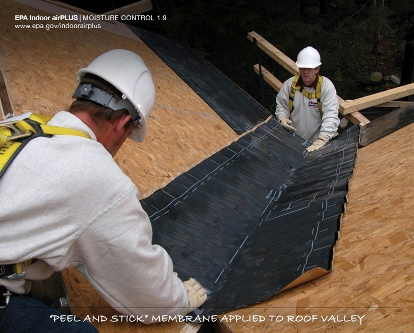 EPA Indoor airPLUS | MOISTURE CONTROL 1.9
www.epa.gov/indoorairplus
"PEEL AND STICK" MEMBRANE APPLIED TO ROOF VALLEY